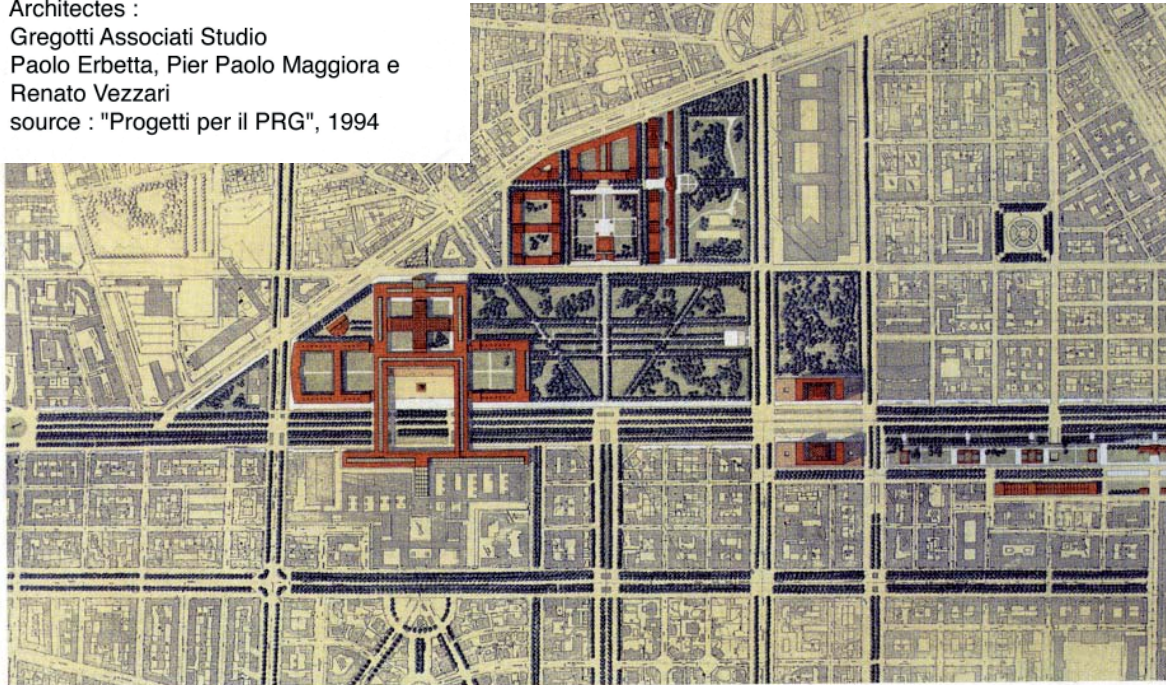 Architectes :
Gregotti Associati Studio
Paolo Erbetta, Pier Paolo Maggiora e
Renato Vezzari
source : "Progetti per il PRG", 1994